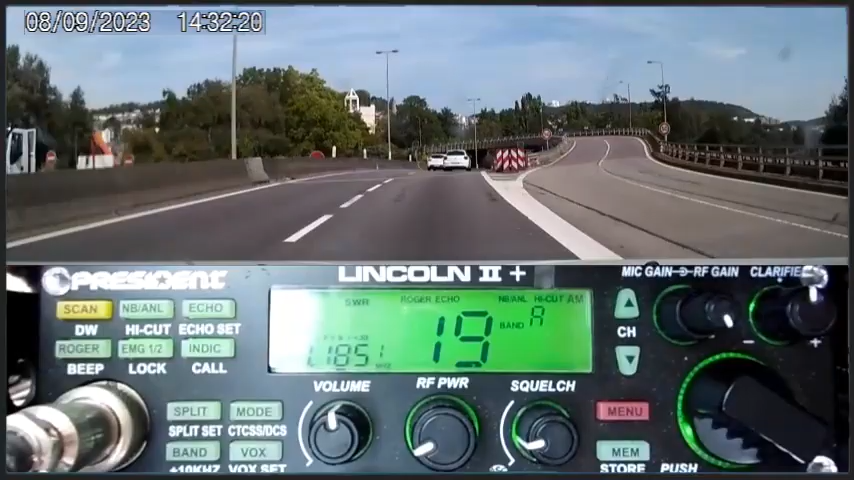 08/09/2023 14:32:20
PRESIDENT LINCOLN II + MIC GAIN RF GAIN CLARIFIER
SCAN NB/ANL ECHO
DW HI-CUT ECHO SET
ROGER EMG 1/2 INDIC
BEEP LOCK CALL
SWR ROGER ECHO NB/ANL HI-CUT AM
19 BAND A
CH
- +
VOLUME RF PWR SQUELCH
SPLIT MODE
SPLIT SET CTCSS/DCS
BAND VOX
+10KHZ VOX SET
MENU
MEM
STORE PUSH